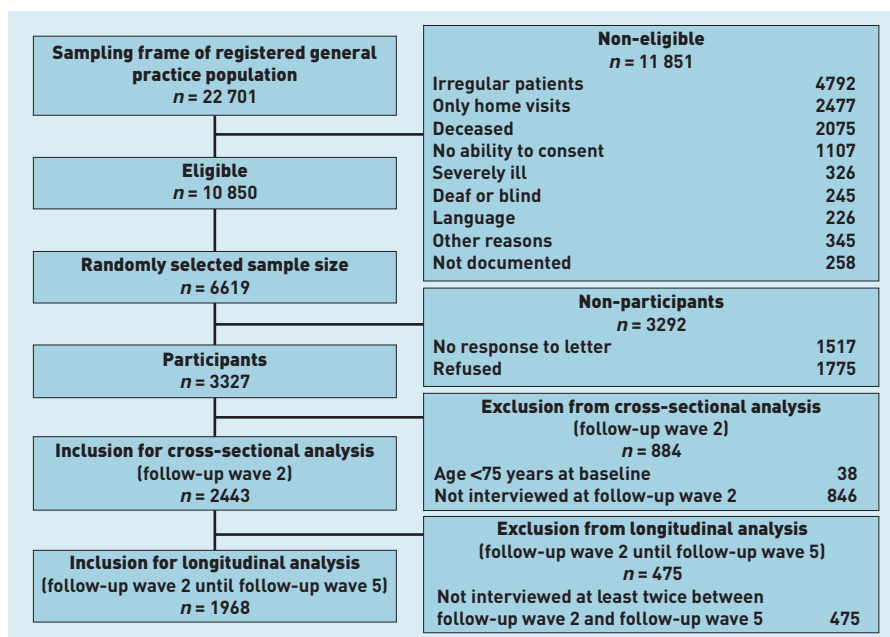 Sampling frame of registered general
practice population
n = 22 701
Non-eligible
n = 11 851
Irregular patients 4792
Only home visits 2477
Deceased 2075
No ability to consent 1107
Severely ill 326
Deaf or blind 245
Language 226
Other reasons 345
Not documented 258
Eligible
n = 10 850
Randomly selected sample size
n = 6619
Non-participants
n = 3292
No response to letter 1517
Refused 1775
Participants
n = 3327
Exclusion from cross-sectional analysis
(follow-up wave 2)
n = 884
Age <75 years at baseline 38
Not interviewed at follow-up wave 2 846
Inclusion for cross-sectional analysis
(follow-up wave 2)
n = 2443
Exclusion from longitudinal analysis
(follow-up wave 2 until follow-up wave 5)
n = 475
Not interviewed at least twice between
follow-up wave 2 and follow-up wave 5 475
Inclusion for longitudinal analysis
(follow-up wave 2 until follow-up wave 5)
n = 1968